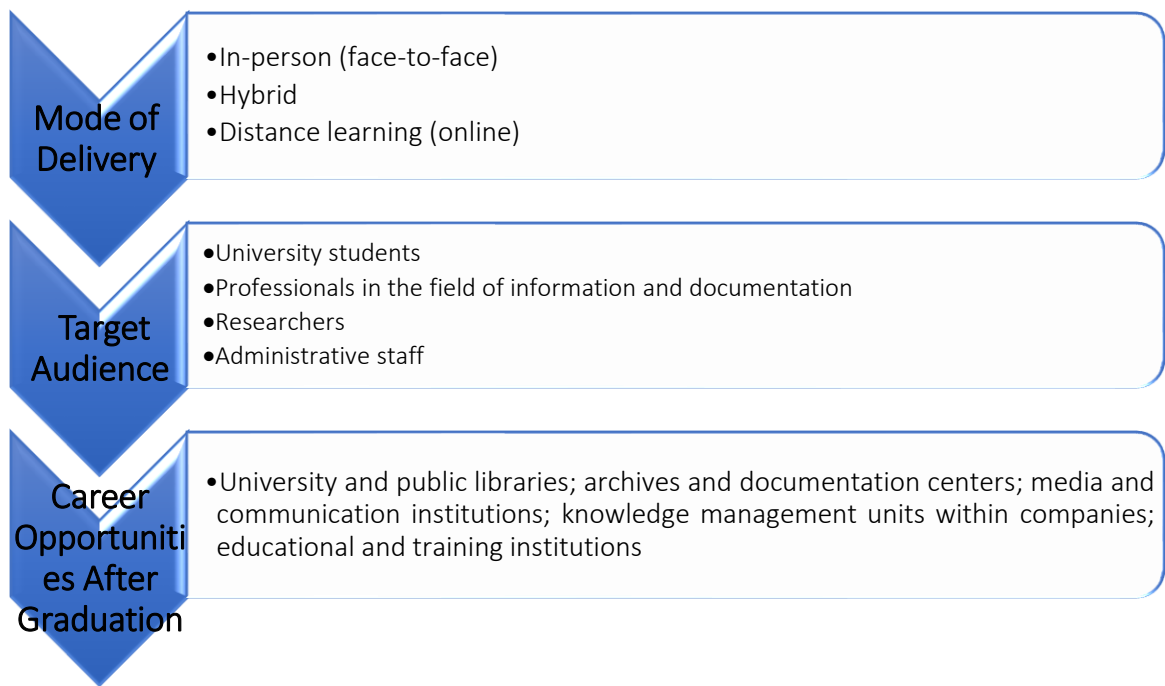 Mode of
Delivery
•In-person (face-to-face)
•Hybrid
•Distance learning (online)
Target
Audience
•University students
•Professionals in the field of information and documentation
•Researchers
•Administrative staff
Career
Opportuniti
es After
Graduation
•University and public libraries; archives and documentation centers; media and
communication institutions; knowledge management units within companies;
educational and training institutions